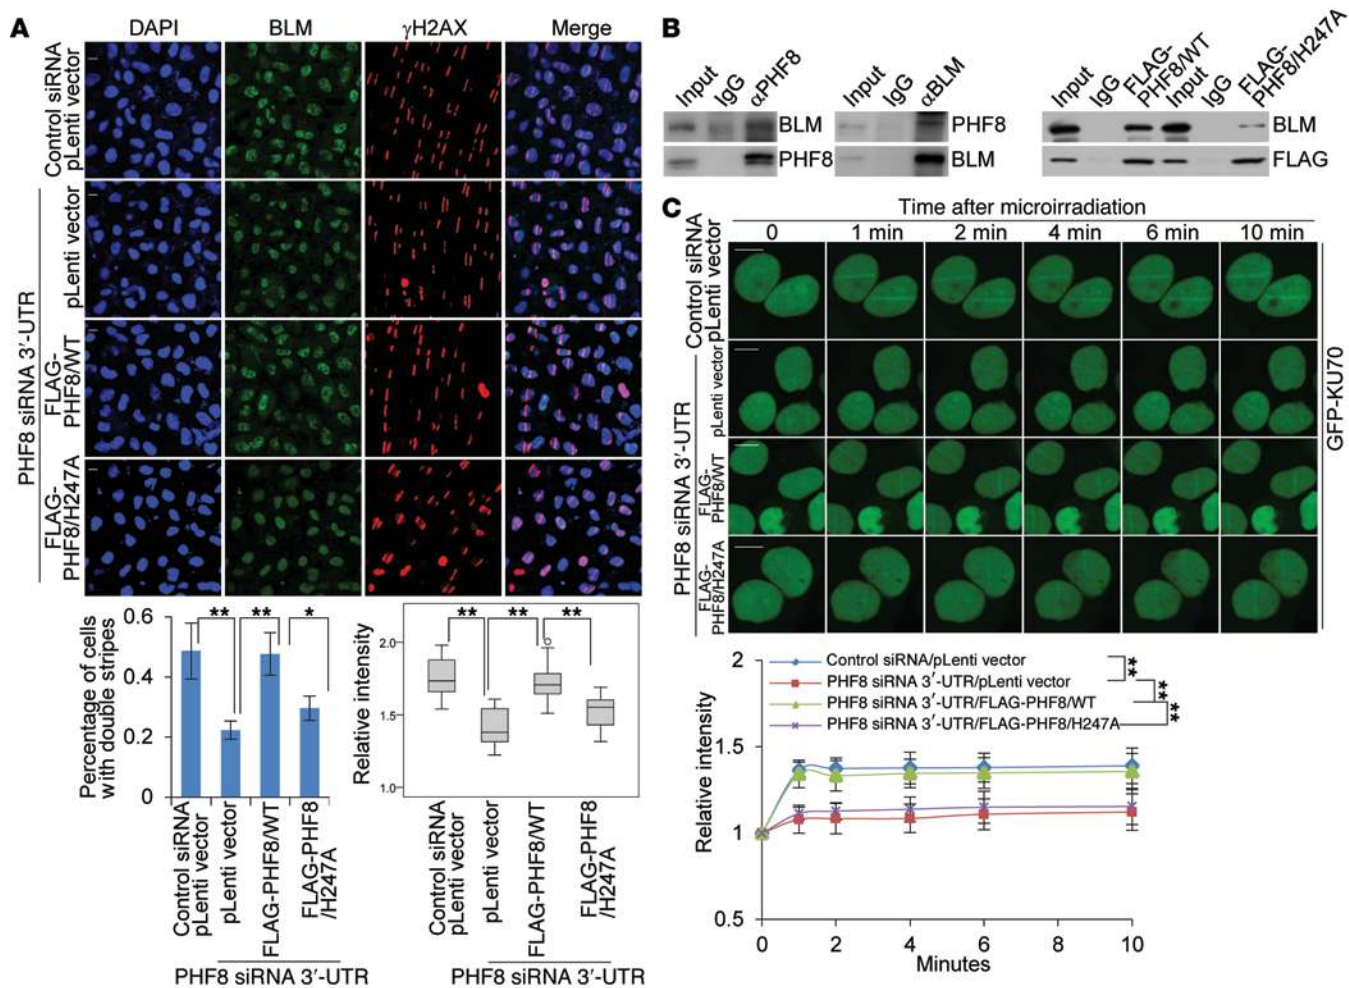 A
DAPI BLM γH2AX Merge
Control siRNA
pLenti vector
PHF8 siRNA 3′-UTR
pLenti vector
FLAG-
PHF8/WT
FLAG-
PHF8/H247A
Percentage of cells
with double stripes
0.6
0.4
0.2
0
** ** *
Control siRNA
pLenti vector
pLenti vector
FLAG-PHF8/WT
FLAG-PHF8
/H247A
PHF8 siRNA 3′-UTR
Relative intensity
2.0
1.5
1.0
** ** **
Control siRNA
pLenti vector
pLenti vector
FLAG-PHF8/WT
FLAG-PHF8
/H247A
PHF8 siRNA 3′-UTR
B
Input
IgG
αPHF8
BLM
PHF8
Input
IgG
αBLM
PHF8
BLM
Input
IgG
FLAG-
PHF8/WT
Input
IgG
FLAG-
PHF8/H247A
BLM
FLAG
C
Time after microirradiation
0 1 min 2 min 4 min 6 min 10 min
Control siRNA
pLenti vector
PHF8 siRNA 3′-UTR
pLenti vector
FLAG-
PHF8/WT
FLAG-
PHF8/H247A
GFP-KU70
Control siRNA/pLenti vector
PHF8 siRNA 3′-UTR/pLenti vector
PHF8 siRNA 3′-UTR/FLAG-PHF8/WT
PHF8 siRNA 3′-UTR/FLAG-PHF8/H247A
**
**
**
Relative intensity
2
1.5
1
0.5
0 2 4 6 8 10
Minutes